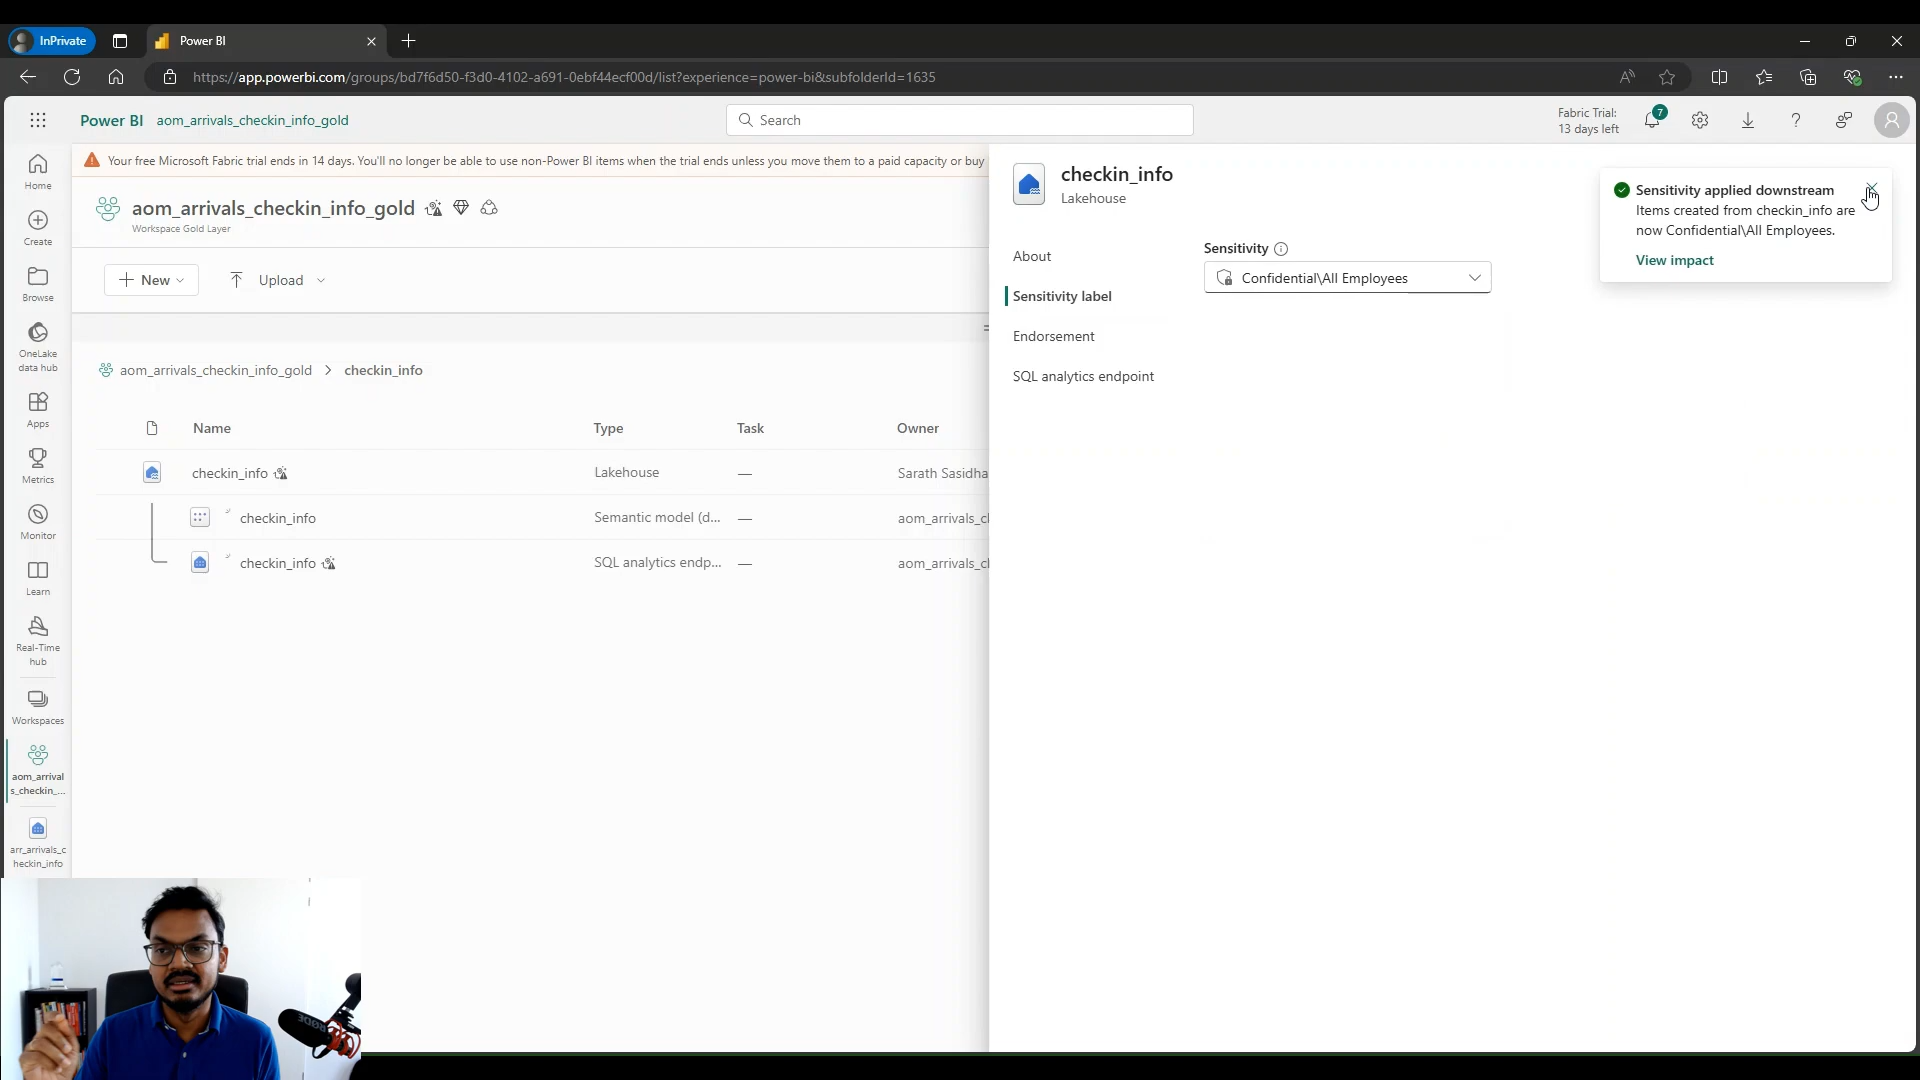 InPrivate
Power BI
https://app.powerbi.com/groups/bd7f6d50-f3d0-4102-a691-0ebf44ecf00d/list?experience=power-bi&subfolderId=1635
Power BI aom_arrivals_checkin_info_gold
Search
Fabric Trial:
13 days left
7
Your free Microsoft Fabric trial ends in 14 days. You'll no longer be able to use non-Power BI items when the trial ends unless you move them to a paid capacity or buy
Home
Create
Browse
OneLake
data hub
Apps
Metrics
Monitor
Learn
Real-Time
hub
Workspaces
aom_arrival
s_checkin_...
arr_arrivals_c
heckin_info
aom_arrivals_checkin_info_gold
Workspace Gold Layer
New
Upload
aom_arrivals_checkin_info_gold > checkin_info
Name Type Task Owner
checkin_info Lakehouse — Sarath Sasidha
checkin_info Semantic model (d... — aom_arrivals_cl
checkin_info SQL analytics endp... — aom_arrivals_cl
checkin_info
Lakehouse
About
Sensitivity label
Endorsement
SQL analytics endpoint
Sensitivity
Confidential\All Employees
Sensitivity applied downstream
Items created from checkin_info are
now Confidential\All Employees.
View impact
RØDE